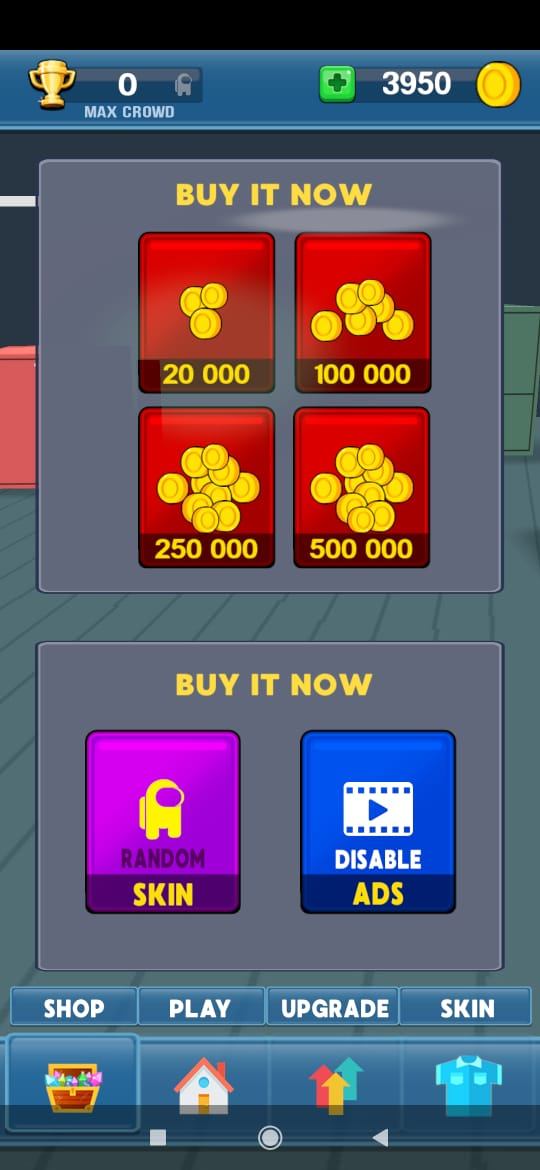 0
3950
MAX CROWD
BUY IT NOW
20 000
100 000
250 000
500 000
BUY IT NOW
RANDOM
SKIN
DISABLE
ADS
SHOP
PLAY
UPGRADE
SKIN